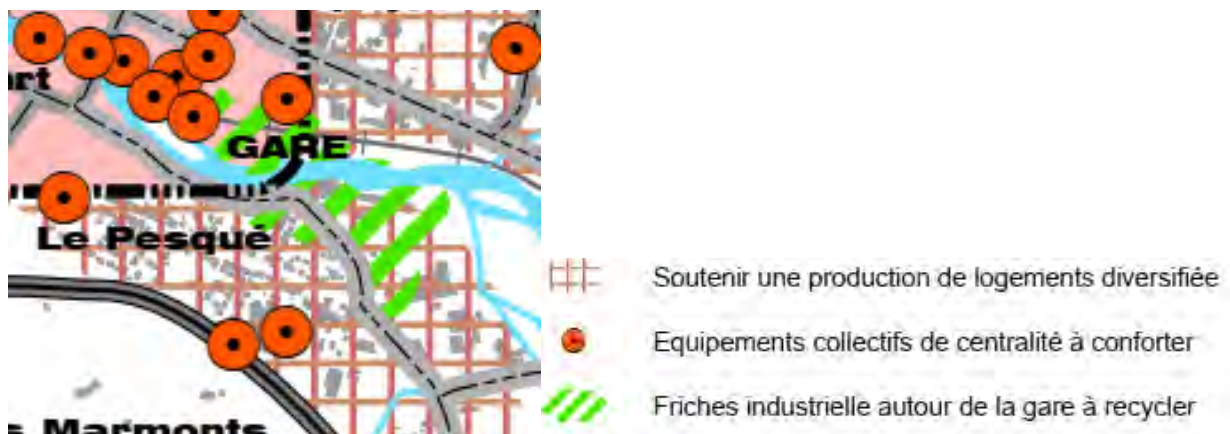 art
GARE
Le Pesqué
s Marmonts
Soutenir une production de logements diversifiée
Equipements collectifs de centralité à conforter
Friches industrielle autour de la gare à recycler